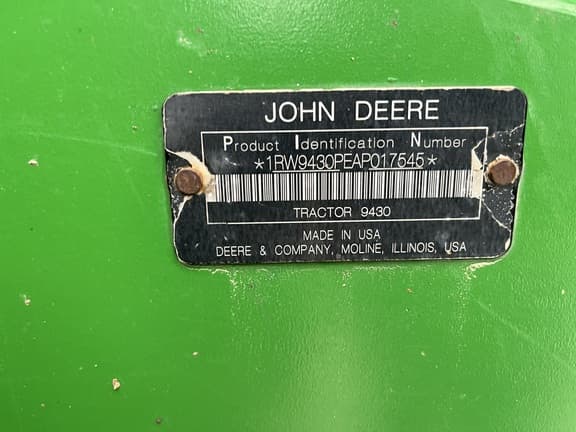 JOHN DEERE
Product Identification Number
*1RW9430PEAP017545*
TRACTOR 9430
MADE IN USA
DEERE & COMPANY, MOLINE, ILLINOIS, USA